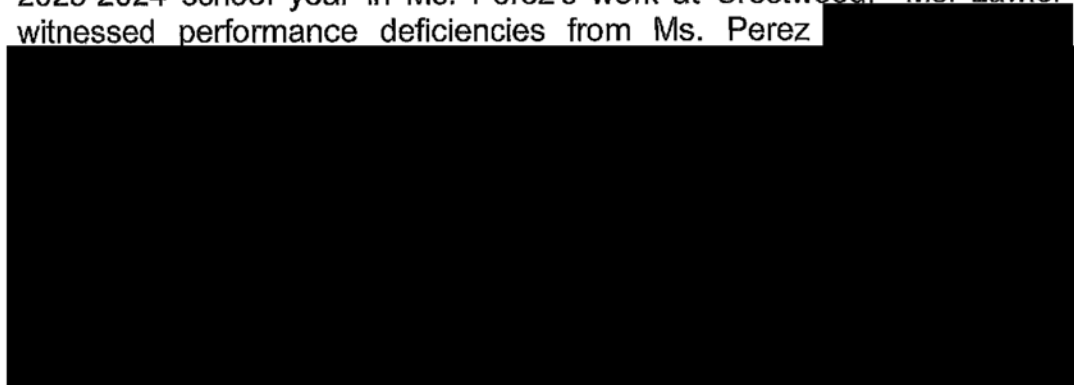 2023-2024 school year in Ms. Perez's work at Crestwood. Ms.
witnessed performance deficiencies from Ms. Perez